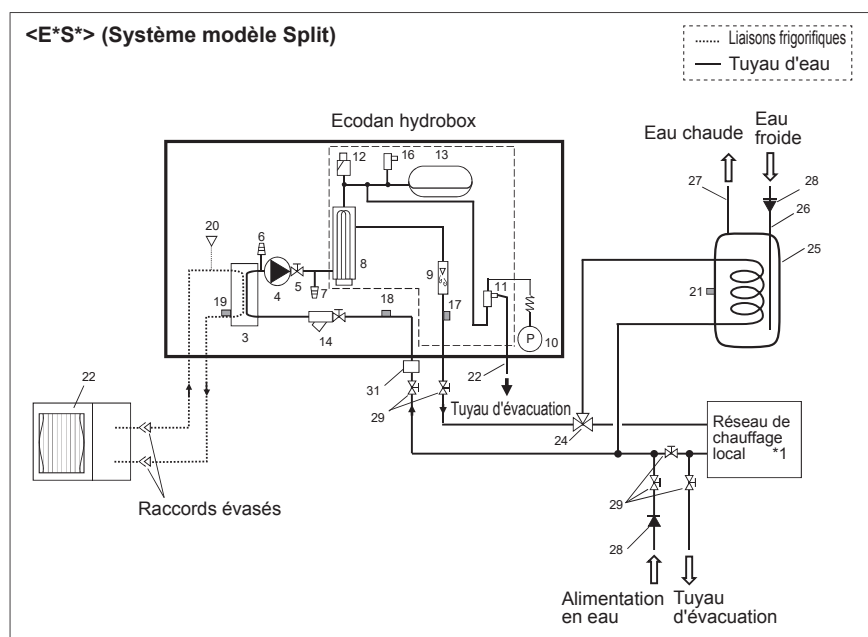 <E*S*> (Système modèle Split)
Liaisons frigorifiques
Tuyau d'eau
Ecodan hydrobox
Eau chaude
Eau
froide
12
16
13
27
28
26
20
6
25
4
5
7
8
9
11
21
19
18
17
3
14
P
10
22
31
22
29
Tuyau d'évacuation
24
Réseau de
chauffage
local *1
Raccords évasés
29
28
Alimentation
en eau
Tuyau
d'évacuation